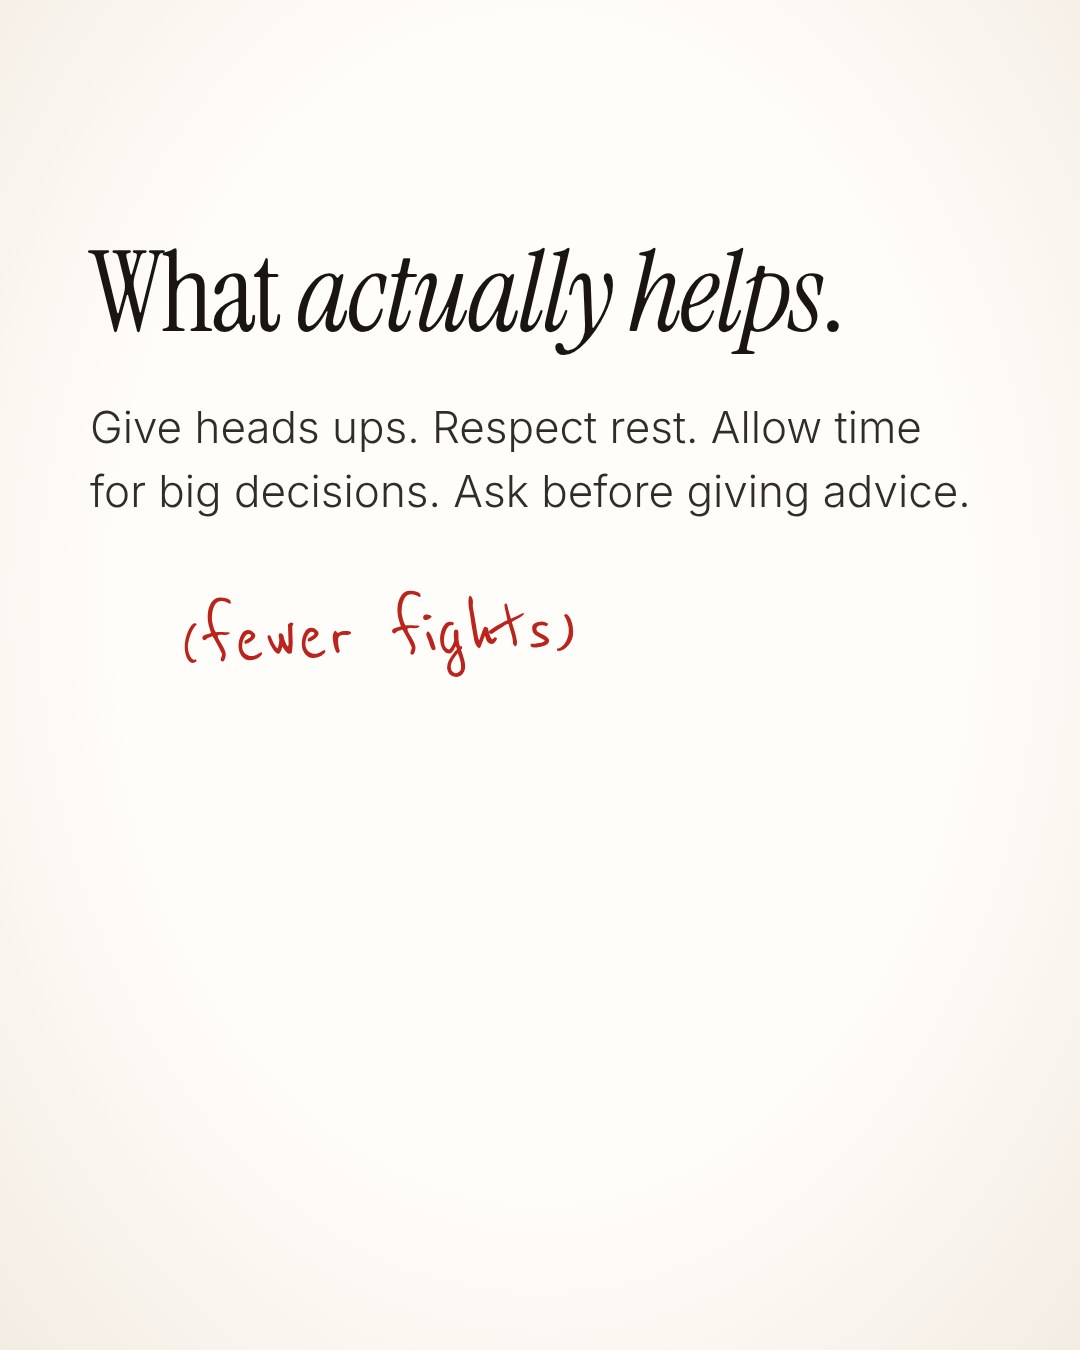 What actually helps.
Give heads ups. Respect rest. Allow time
for big decisions. Ask before giving advice.
(fewer fights)